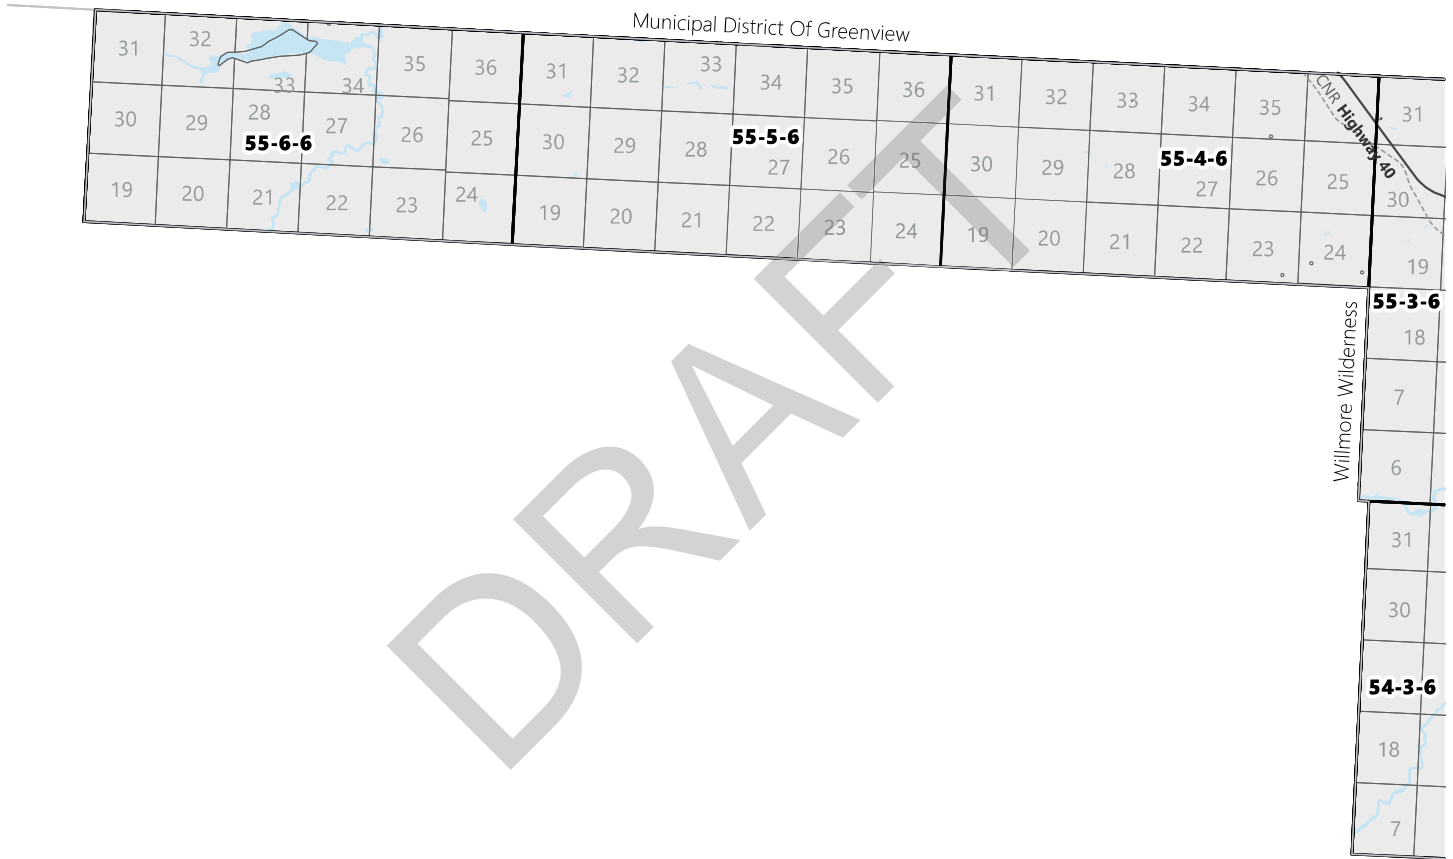 Municipal District Of Greenview
31 32 35 36 31 32 33 34 35 36 31 32 33 34 35 CNR Highway 40 31
33 34
30 29 28 27 26 25 30 29 28 27 26 25 30 29 28 27 26 25 30
55-6-6 55-5-6 55-4-6
19 20 21 22 23 24 19 20 21 22 23 24 19 20 21 22 23 24 19
55-3-6
Willmore Wilderness
18
7
6
31
30
54-3-6
18
7
DRAFT